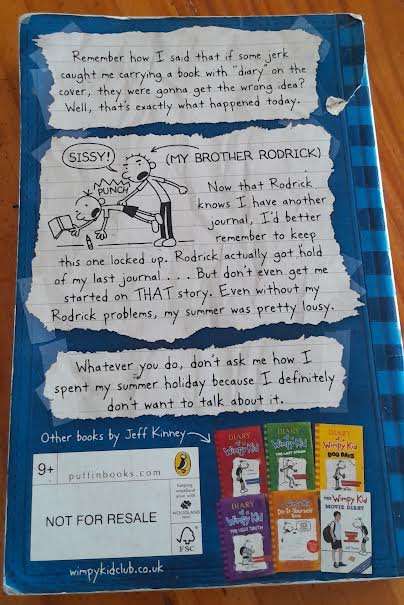 Remember how I said that if some jerk
caught me carrying a book with "diary" on the
cover, they were gonna get the wrong idea?
Well, that's exactly what happened today.
SISSY!
(MY BROTHER RODRICK)
PUNCH
Now that Rodrick
knows I have another
journal, I'd better
remember to keep
this one locked up. Rodrick actually got hold
of my last journal . . . But don't even get me
started on THAT story. Even without my
Rodrick problems, my summer was pretty lousy.
Whatever you do, don't ask me how I
spent my summer holiday because I definitely
don't want to talk about it.
Other books by Jeff Kinney
9+
puffinbooks.com
NOT FOR RESALE
FSC
DIARY
of a
Wimpy Kid
DIARY
of a
Wimpy Kid
THE LAST STRAW
DIARY
of a
Wimpy Kid
DOG DAYS
DIARY
of a
Wimpy Kid
THE UGLY TRUTH
Do-It-Yourself
THE Wimpy Kid
MOVIE DIARY
wimpykidclub.co.uk